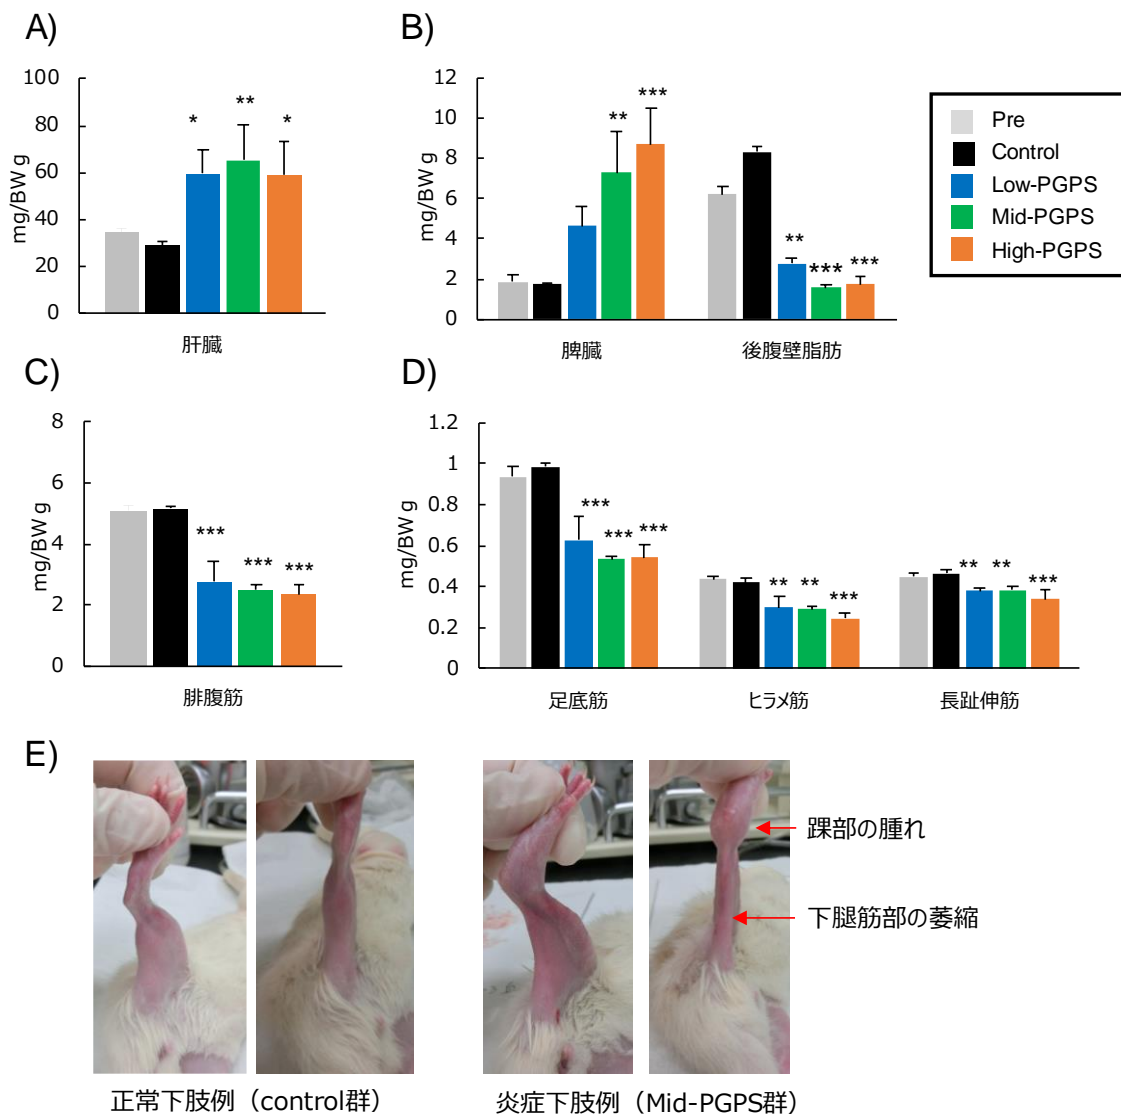 A)
100
80
60
40
20
0
mg/BW g
* ** *
肝臓
B)
12
10
8
6
4
2
0
mg/BW g
** ***
** *** ***
脾臓 後腹壁脂肪
Pre
Control
Low-PGPS
Mid-PGPS
High-PGPS
C)
8
6
4
2
0
mg/BW g
*** *** ***
腓腹筋
D)
1.2
1
0.8
0.6
0.4
0.2
0
mg/BW g
*** *** ***
** ** ***
** ** ***
足底筋 ヒラメ筋 長趾伸筋
E)
踝部の腫れ
下腿筋部の萎縮
正常下肢例（control群） 炎症下肢例（Mid-PGPS群）